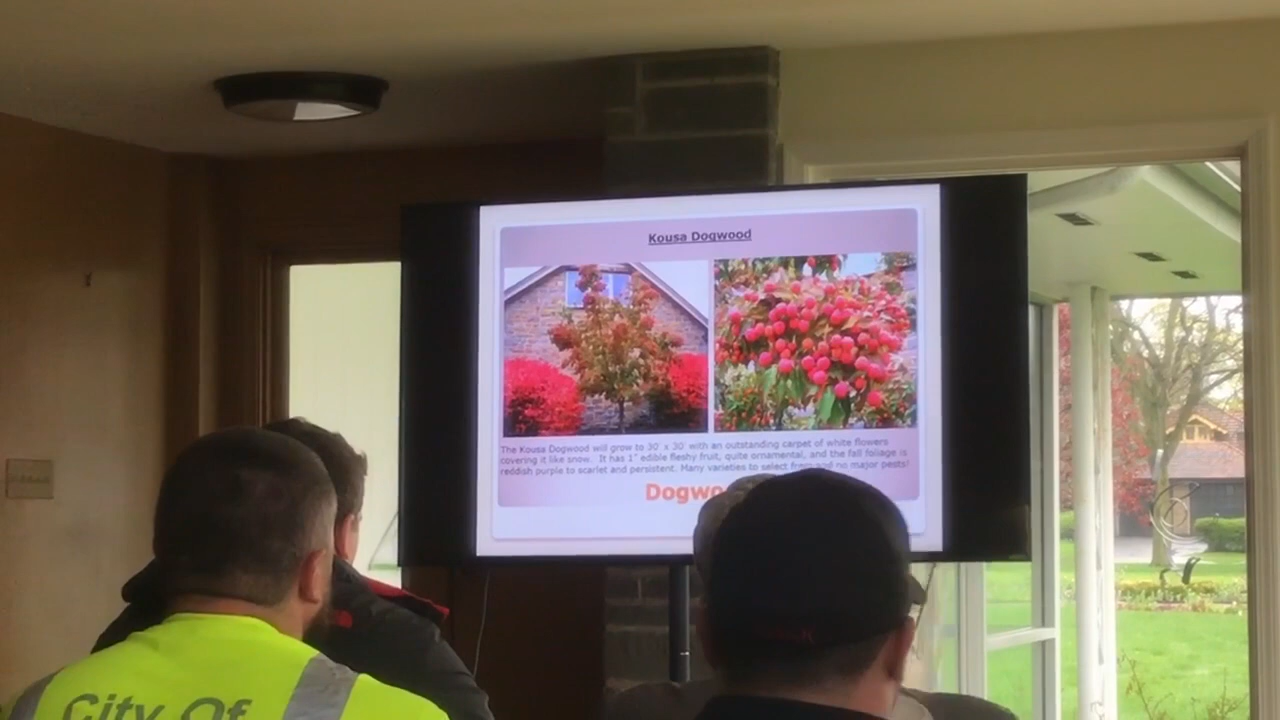 Kousa Dogwood
The Kousa Dogwood will grow to 30' x 30' with an outstanding carpet of white flowers
covering it like snow. It has 1" edible fleshy fruit, quite ornamental, and the fall foliage is
reddish purple to scarlet and persistent. Many varieties to select from and no major pests!
City Of